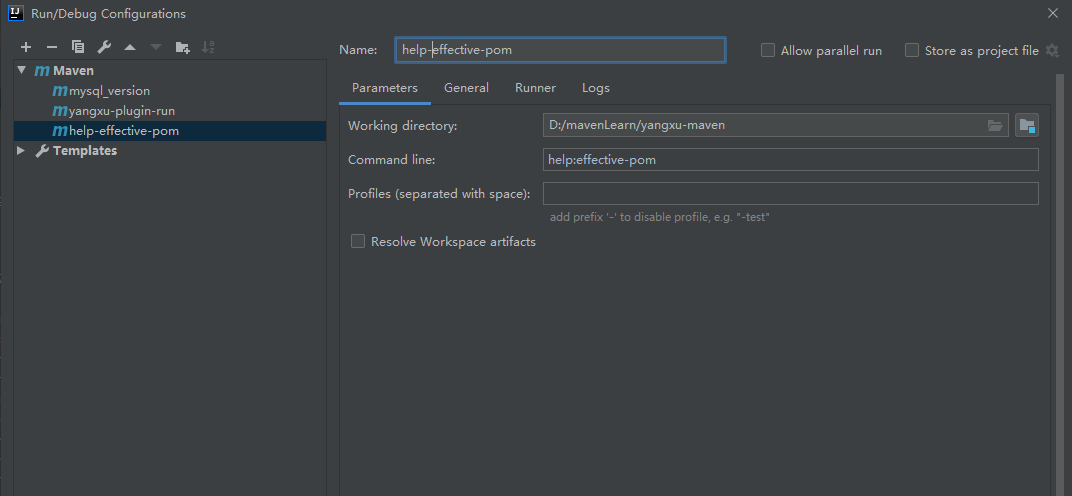 Run/Debug Configurations
Name:
help-effective-pom
Allow parallel run
Store as project file
Maven
mysql_version
yangxu-plugin-run
help-effective-pom
Templates
Parameters General Runner Logs
Working directory:
D:/mavenLearn/yangxu-maven
Command line:
help:effective-pom
Profiles (separated with space):
add prefix '-' to disable profile, e.g. "-test"
Resolve Workspace artifacts